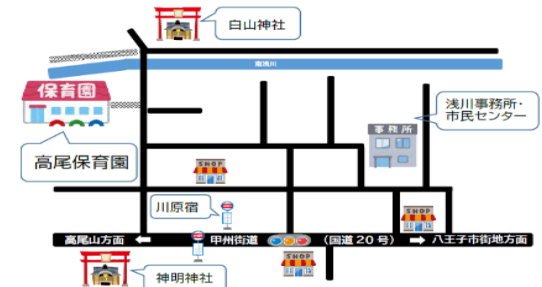 白山神社
南浅川
保育園
浅川事務所・
市民センター
事務所
高尾保育園
SHOP
川原宿
SHOP
高尾山方面
甲州街道
(国道20号)
八王子市街地方面
SHOP
神明神社